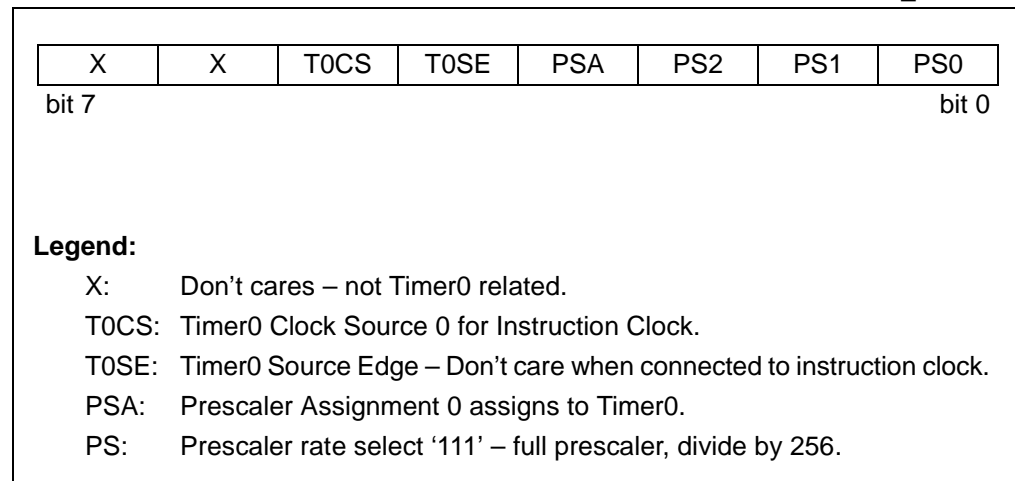 X X T0CS T0SE PSA PS2 PS1 PS0
bit 7 bit 0
Legend:
X: Don't cares – not Timer0 related.
T0CS: Timer0 Clock Source 0 for Instruction Clock.
T0SE: Timer0 Source Edge – Don't care when connected to instruction clock.
PSA: Prescaler Assignment 0 assigns to Timer0.
PS: Prescaler rate select ‘111’ – full prescaler, divide by 256.